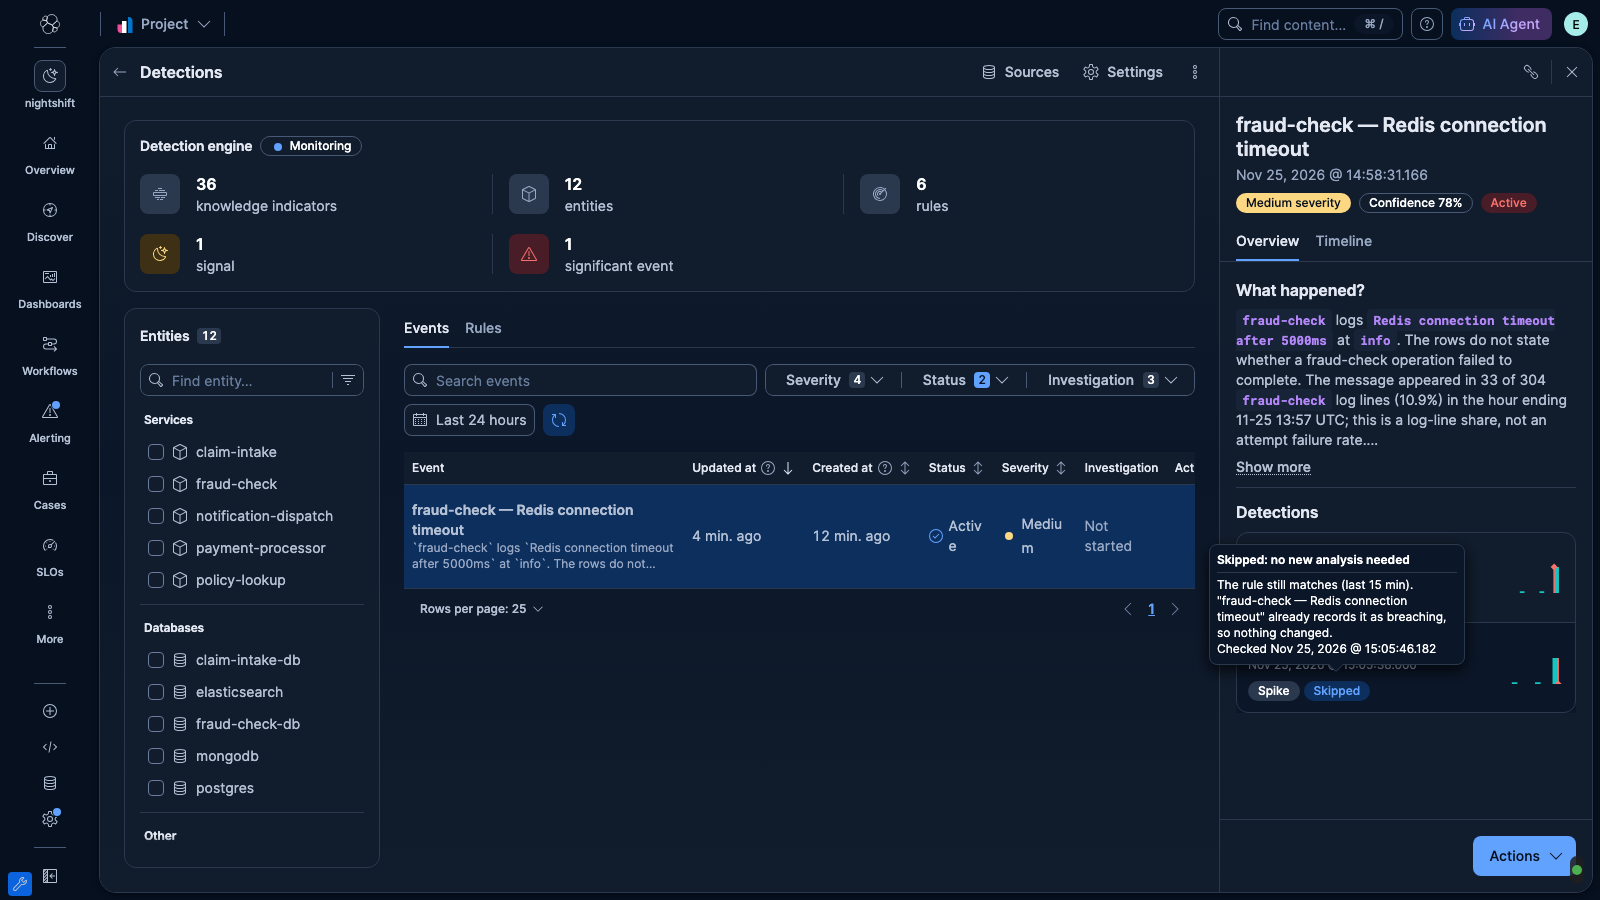 Project
Find content...
⌘ /
AI Agent
E
nightshift
Overview
Discover
Dashboards
Workflows
Alerting
Cases
SLOs
More
Detections
Sources
Settings
Detection engine
Monitoring
36
knowledge indicators
12
entities
6
rules
1
signal
1
significant event
Entities 12
Find entity...
Services
claim-intake
fraud-check
notification-dispatch
payment-processor
policy-lookup
Databases
claim-intake-db
elasticsearch
fraud-check-db
mongodb
postgres
Other
Events
Rules
Search events
Severity 4
Status 2
Investigation 3
Last 24 hours
Event
Updated at
Created at
Status
Severity
Investigation
Act
fraud-check — Redis connection
timeout
`fraud-check` logs `Redis connection timeout
after 5000ms` at `info`. The rows do not...
4 min. ago
12 min. ago
Activ
e
Mediu
m
Not
started
Rows per page: 25
1
fraud-check — Redis connection
timeout
Nov 25, 2026 @ 14:58:31.166
Medium severity
Confidence 78%
Active
Overview
Timeline
What happened?
fraud-check logs Redis connection timeout
after 5000ms at info . The rows do not state
whether a fraud-check operation failed to
complete. The message appeared in 33 of 304
fraud-check log lines (10.9%) in the hour ending
11-25 13:57 UTC; this is a log-line share, not an
attempt failure rate....
Show more
Detections
Skipped: no new analysis needed
The rule still matches (last 15 min).
"fraud-check — Redis connection
timeout" already records it as breaching,
so nothing changed.
Checked Nov 25, 2026 @ 15:05:46.182
Spike
Skipped
Actions